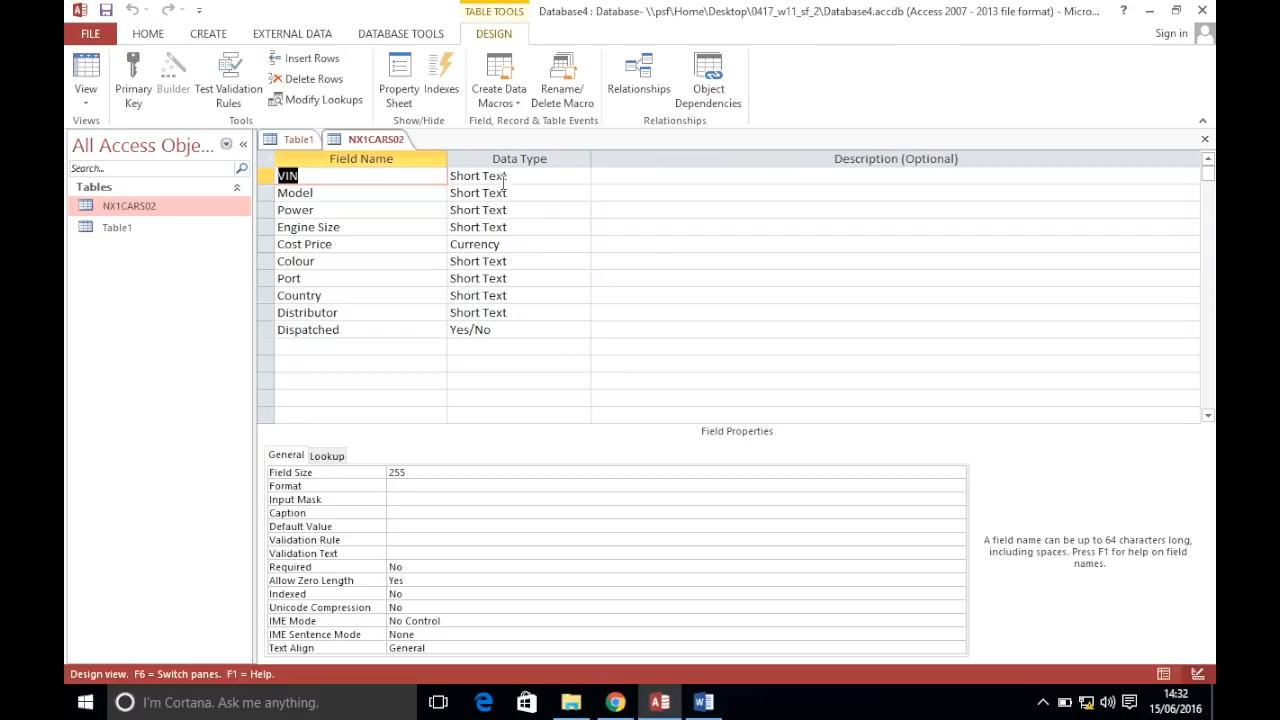 TABLE TOOLS
Database4 : Database- \\psf\Home\Desktop\0417_w11_sf_2\Database4.accdb (Access 2007 - 2013 file format) - Micro...
FILE HOME CREATE EXTERNAL DATA DATABASE TOOLS DESIGN Sign in
View
Primary Key
Builder
Test Validation Rules
Insert Rows
Delete Rows
Modify Lookups
Property Sheet
Indexes
Create Data Macros
Rename/ Delete Macro
Relationships
Object Dependencies
Views Tools Show/Hide Field, Record & Table Events Relationships
All Access Obje...
Search...
Tables
NX1CARS02
Table1
Table1 NX1CARS02
Field Name Data Type Description (Optional)
VIN Short Text
Model Short Text
Power Short Text
Engine Size Short Text
Cost Price Currency
Colour Short Text
Port Short Text
Country Short Text
Distributor Short Text
Dispatched Yes/No
Field Properties
General Lookup
Field Size 255
Format
Input Mask
Caption
Default Value
Validation Rule
Validation Text
Required No
Allow Zero Length Yes
Indexed No
Unicode Compression No
IME Mode No Control
IME Sentence Mode None
Text Align General
A field name can be up to 64 characters long,
including spaces. Press F1 for help on field
names.
Design view. F6 = Switch panes. F1 = Help.
I'm Cortana. Ask me anything.
14:32
15/06/2016